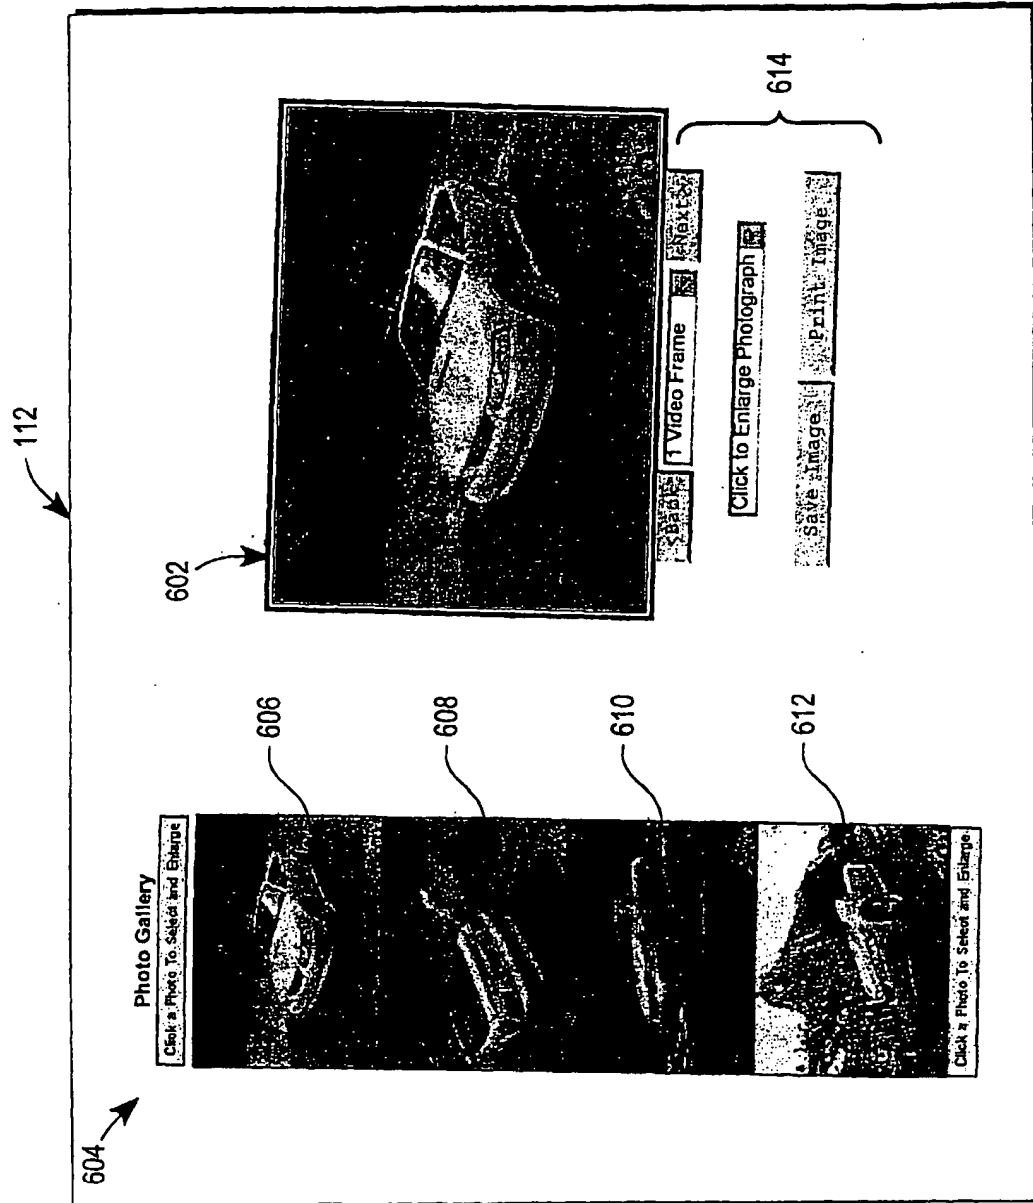 112
604
Photo Gallery
Click a Photo To Select and Enlarge
606
608
610
612
Click a Photo To Select and Enlarge
602
<Back
1 Video Frame
Next>
Click to Enlarge Photograph
Save Image
Print Image
614